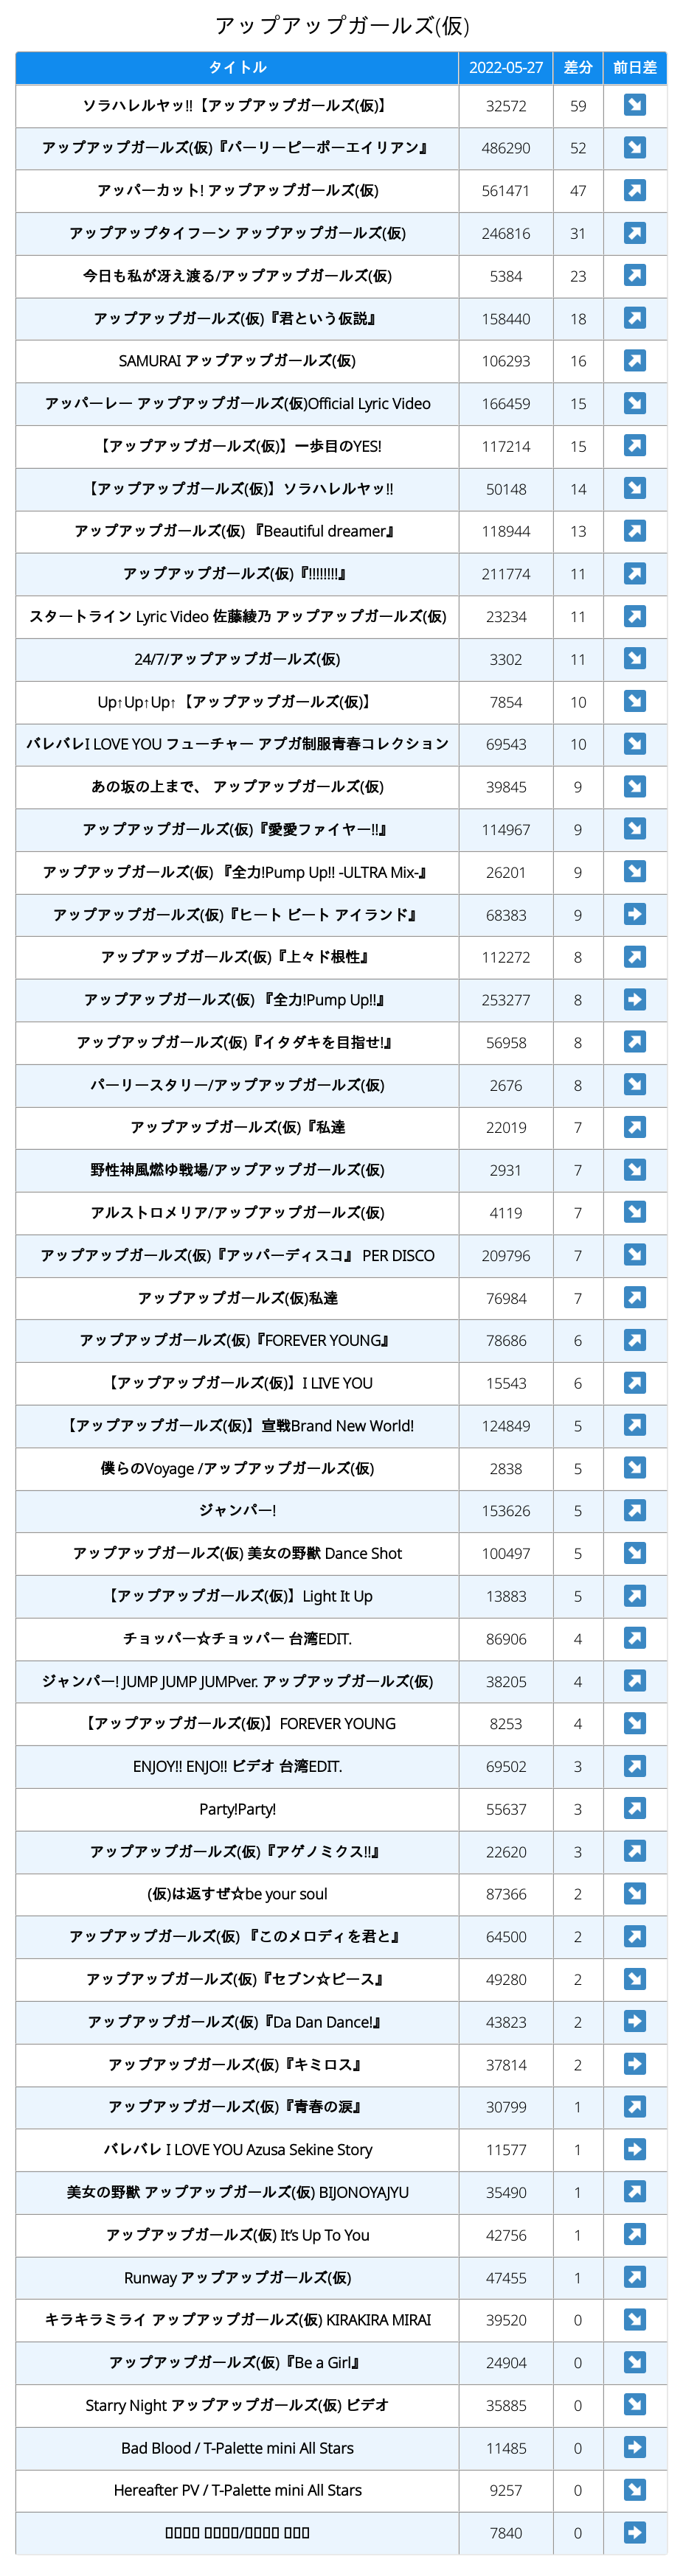 アップアップガールズ(仮)
タイトル 2022-05-27 差分 前日差
ソラハレルヤッ!!【アップアップガールズ(仮)】 32572 59 ↘
アップアップガールズ(仮)『パーリーピーポーエイリアン』 486290 52 ↘
アッパーカット! アップアップガールズ(仮) 561471 47 ↗
アップアップタイフーン アップアップガールズ(仮) 246816 31 ↗
今日も私が冴え渡る/アップアップガールズ(仮) 5384 23 ↗
アップアップガールズ(仮)『君という仮説』 158440 18 ↗
SAMURAI アップアップガールズ(仮) 106293 16 ↗
アッパーレー アップアップガールズ(仮)Official Lyric Video 166459 15 ↘
【アップアップガールズ(仮)】一歩目のYES! 117214 15 ↗
【アップアップガールズ(仮)】ソラハレルヤッ!! 50148 14 ↘
アップアップガールズ(仮) 『Beautiful dreamer』 118944 13 ↗
アップアップガールズ(仮)『!!!!!!!!』 211774 11 ↗
スタートライン Lyric Video 佐藤綾乃 アップアップガールズ(仮) 23234 11 ↗
24/7/アップアップガールズ(仮) 3302 11 ↘
Up↑Up↑Up↑【アップアップガールズ(仮)】 7854 10 ↘
バレバレI LOVE YOU フューチャー アプガ制服青春コレクション 69543 10 ↘
あの坂の上まで、 アップアップガールズ(仮) 39845 9 ↘
アップアップガールズ(仮)『愛愛ファイヤー!!』 114967 9 ↘
アップアップガールズ(仮) 『全力!Pump Up!! -ULTRA Mix-』 26201 9 ↘
アップアップガールズ(仮)『ヒート ビート アイランド』 68383 9 ➡
アップアップガールズ(仮)『上々ド根性』 112272 8 ↗
アップアップガールズ(仮) 『全力!Pump Up!!』 253277 8 ➡
アップアップガールズ(仮)『イタダキを目指せ!』 56958 8 ↗
パーリースタリー/アップアップガールズ(仮) 2676 8 ↘
アップアップガールズ(仮)『私達 22019 7 ↗
野性神風燃ゆ戦場/アップアップガールズ(仮) 2931 7 ↘
アルストロメリア/アップアップガールズ(仮) 4119 7 ↘
アップアップガールズ(仮)『アッパーディスコ』 PER DISCO 209796 7 ↘
アップアップガールズ(仮)私達 76984 7 ↗
アップアップガールズ(仮)『FOREVER YOUNG』 78686 6 ↗
【アップアップガールズ(仮)】I LIVE YOU 15543 6 ↗
【アップアップガールズ(仮)】宣戦Brand New World! 124849 5 ↗
僕らのVoyage /アップアップガールズ(仮) 2838 5 ↘
ジャンパー! 153626 5 ↗
アップアップガールズ(仮) 美女の野獣 Dance Shot 100497 5 ↘
【アップアップガールズ(仮)】Light It Up 13883 5 ↗
チョッパー☆チョッパー 台湾EDIT. 86906 4 ↗
ジャンパー! JUMP JUMP JUMPver. アップアップガールズ(仮) 38205 4 ↗
【アップアップガールズ(仮)】FOREVER YOUNG 8253 4 ↘
ENJOY!! ENJO!! ビデオ 台湾EDIT. 69502 3 ↗
Party!Party! 55637 3 ↗
アップアップガールズ(仮)『アゲノミクス!!』 22620 3 ↗
(仮)は返すぜ☆be your soul 87366 2 ↘
アップアップガールズ(仮) 『このメロディを君と』 64500 2 ↗
アップアップガールズ(仮)『セブン☆ピース』 49280 2 ↘
アップアップガールズ(仮)『Da Dan Dance!』 43823 2 ➡
アップアップガールズ(仮)『キミロス』 37814 2 ➡
アップアップガールズ(仮)『青春の涙』 30799 1 ↗
バレバレ I LOVE YOU Azusa Sekine Story 11577 1 ➡
美女の野獣 アップアップガールズ(仮) BIJONOYAJYU 35490 1 ↗
アップアップガールズ(仮) It's Up To You 42756 1 ↗
Runway アップアップガールズ(仮) 47455 1 ↗
キラキラミライ アップアップガールズ(仮) KIRAKIRA MIRAI 39520 0 ↘
アップアップガールズ(仮)『Be a Girl』 24904 0 ↘
Starry Night アップアップガールズ(仮) ビデオ 35885 0 ↘
Bad Blood / T-Palette mini All Stars 11485 0 ➡
Hereafter PV / T-Palette mini All Stars 9257 0 ↘
7840 0 ➡